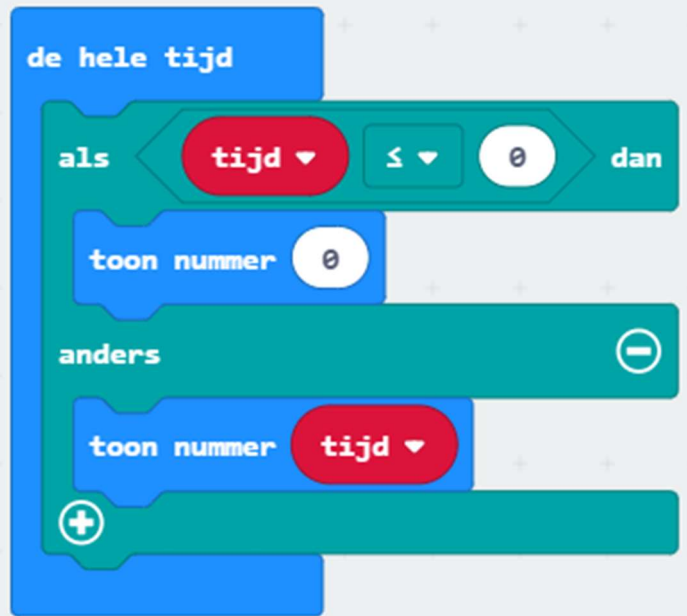 de hele tijd
als tijd ≤ 0 dan
toon nummer 0
anders
toon nummer tijd